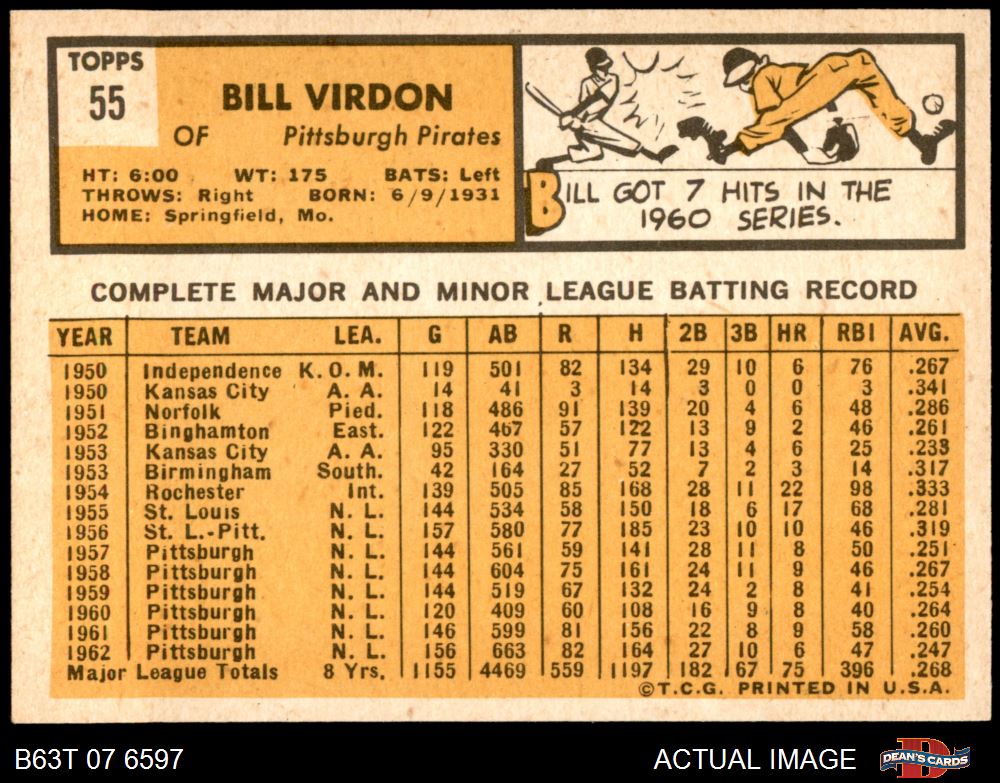 TOPPS
55
BILL VIRDON
OF Pittsburgh Pirates
HT: 6:00 WT: 175 BATS: Left
THROWS: Right BORN: 6/9/1931
HOME: Springfield, Mo.
BILL GOT 7 HITS IN THE
1960 SERIES.
COMPLETE MAJOR AND MINOR LEAGUE BATTING RECORD
YEAR TEAM LEA. G AB R H 2B 3B HR RBI AVG.
1950 Independence K.O.M. 119 501 82 134 29 10 6 76 .267
1950 Kansas City A. A. 14 41 3 14 3 0 0 3 .341
1951 Norfolk Pied. 118 486 91 139 20 4 6 48 .286
1952 Binghamton East. 122 467 57 122 13 9 2 46 .261
1953 Kansas City A. A. 95 330 51 77 13 4 6 25 .233
1953 Birmingham South. 42 164 27 52 7 2 3 14 .317
1954 Rochester Int. 139 505 85 168 28 11 22 98 .333
1955 St. Louis N. L. 144 534 58 150 18 6 17 68 .281
1956 St. L.-Pitt. N. L. 157 580 77 185 23 10 10 46 .319
1957 Pittsburgh N. L. 144 561 59 141 28 11 8 50 .251
1958 Pittsburgh N. L. 144 604 75 161 24 11 9 46 .267
1959 Pittsburgh N. L. 144 519 67 132 24 2 8 41 .254
1960 Pittsburgh N. L. 120 409 60 108 16 9 8 40 .264
1961 Pittsburgh N. L. 146 599 81 156 22 8 9 58 .260
1962 Pittsburgh N. L. 156 663 82 164 27 10 6 47 .247
Major League Totals 8 Yrs. 1155 4469 559 1197 182 67 75 396 .268
©T.C.G. PRINTED IN U.S.A.
B63T 07 6597 ACTUAL IMAGE DEAN'S CARDS